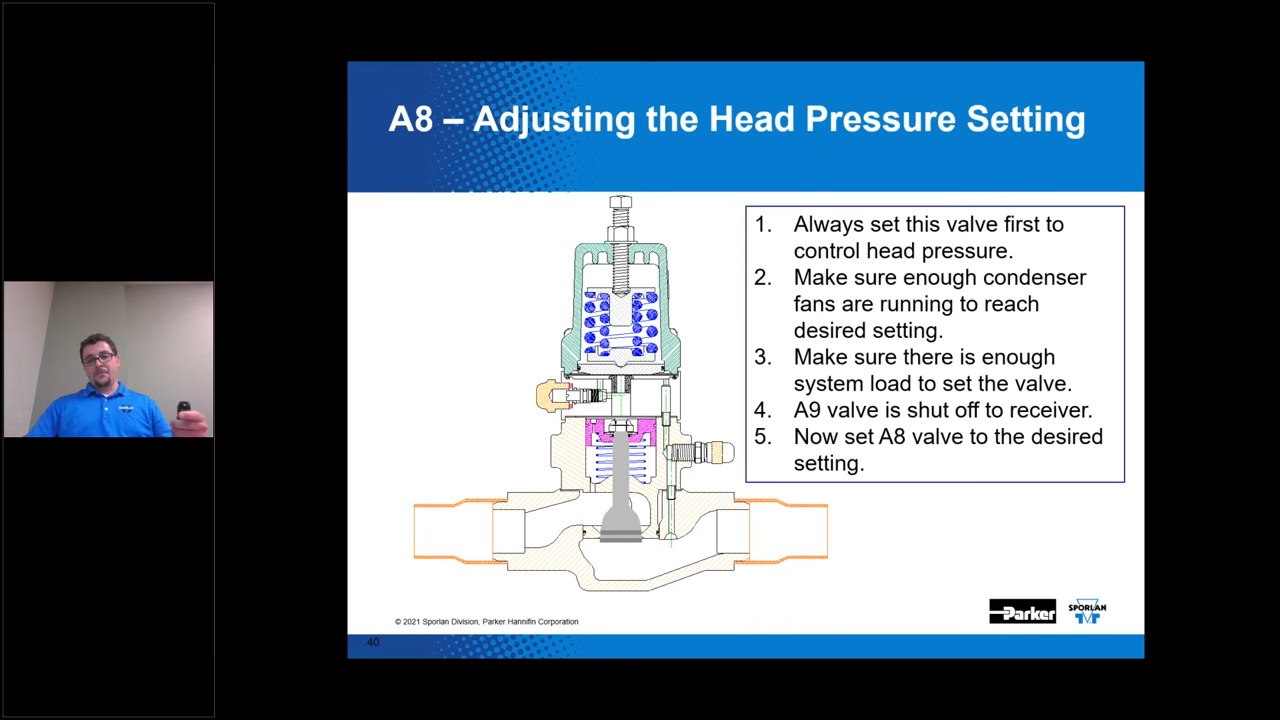 A8 – Adjusting the Head Pressure Setting
1. Always set this valve first to
control head pressure.
2. Make sure enough condenser
fans are running to reach
desired setting.
3. Make sure there is enough
system load to set the valve.
4. A9 valve is shut off to receiver.
5. Now set A8 valve to the desired
setting.
Parker
SPORLAN
© 2021 Sporlan Division, Parker Hannifin Corporation
40
SPORLAN